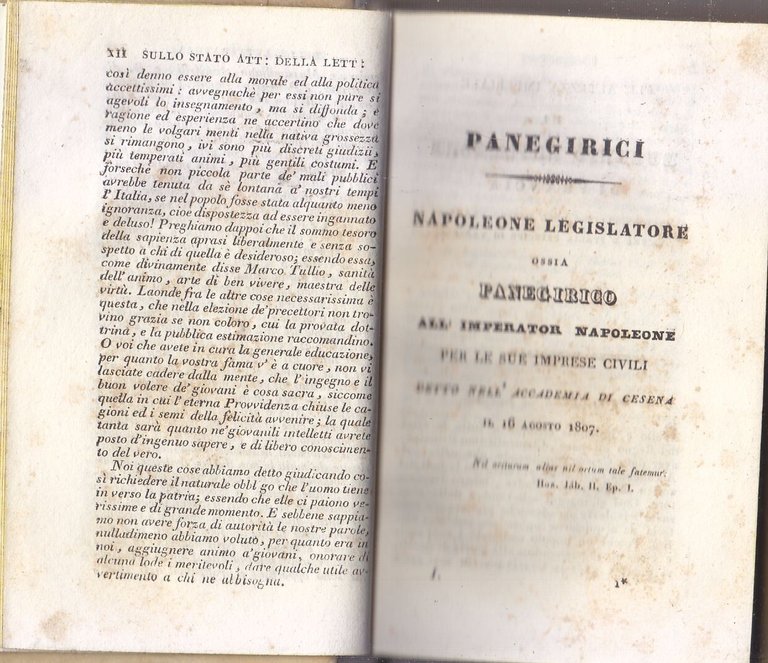 XII SULLO STATO ATT: DELLA LETT:
così denno essere alla morale ed alla politica
accettissimi: avvegnachè per essi non pure si
agevoli lo insegnamento, ma si diffonda; e
ragione ed esperienza ne accertino che dove
meno le volgari menti nella nativa grossezza
si rimangono, ivi sono più discreti giudizii,
più temperati animi, più gentili costumi. E
forseche non piccola parte de' mali pubblici
avrebbe tenuta da sè lontana a' nostri tempi
l'Italia, se nel popolo fosse stata alquanto meno
ignoranza, cioe dispostezza ad essere ingannato
e deluso! Preghiamo dappoi che il sommo tesoro
della sapienza aprasi liberalmente e senza so-
spetto a chi di quella è desideroso; essendo essa,
come divinamente disse Marco Tullio, sanità
dell'animo, arte di ben vivere, maestra delle
virtù. Laonde fra le altre cose necessarissima è
questa, che nella elezione de'precettori non tro-
vino grazia se non coloro, cui la provata dot-
trina, e la pubblica estimazione raccomandino.
O voi che avete in cura la generale educazione,
per quanto la vostra fama v' è a cuore, non vi
lasciate cadere dalla mente, che l' ingegno e il
buon volere de'giovani è cosa sacra, siccome
quella in cui l'eterna Provvidenza chiuse le ca-
gioni ed i semi della felicità avvenire; la quale
tanta sarà quanto ne'giovanili intelletti avrete
posto d'ingenuo sapere, e di libero conoscimen-
to del vero.
Noi queste cose abbiamo detto giudicando co-
sì richiedere il naturale obbl go che l'uomo tiene
in verso la patria; essendo che elle ci paiono ve-
rissime e di grande momento. E sebbene sappia-
mo non avere forza di autorità le nostre parole,
nulladimeno abbiamo voluto, per quanto era in
noi, aggiugnere animo a'giovani, onorare di
alcuna lode i meritevoli, dare qualche utile av-
vertimento a chi ne abbisogna.
PANEGIRICI
NAPOLEONE LEGISLATORE
OSSIA
PANEGIRICO
ALL' IMPERATOR NAPOLEONE
PER LE SUE IMPRESE CIVILI
DETTO NELL' ACCADEMIA DI CESENA
IL 16 AGOSTO 1807.
Nil oriturum alias nil ortum tale fatemur.
Hor. Lib. II. Ep. I.
1. 1*